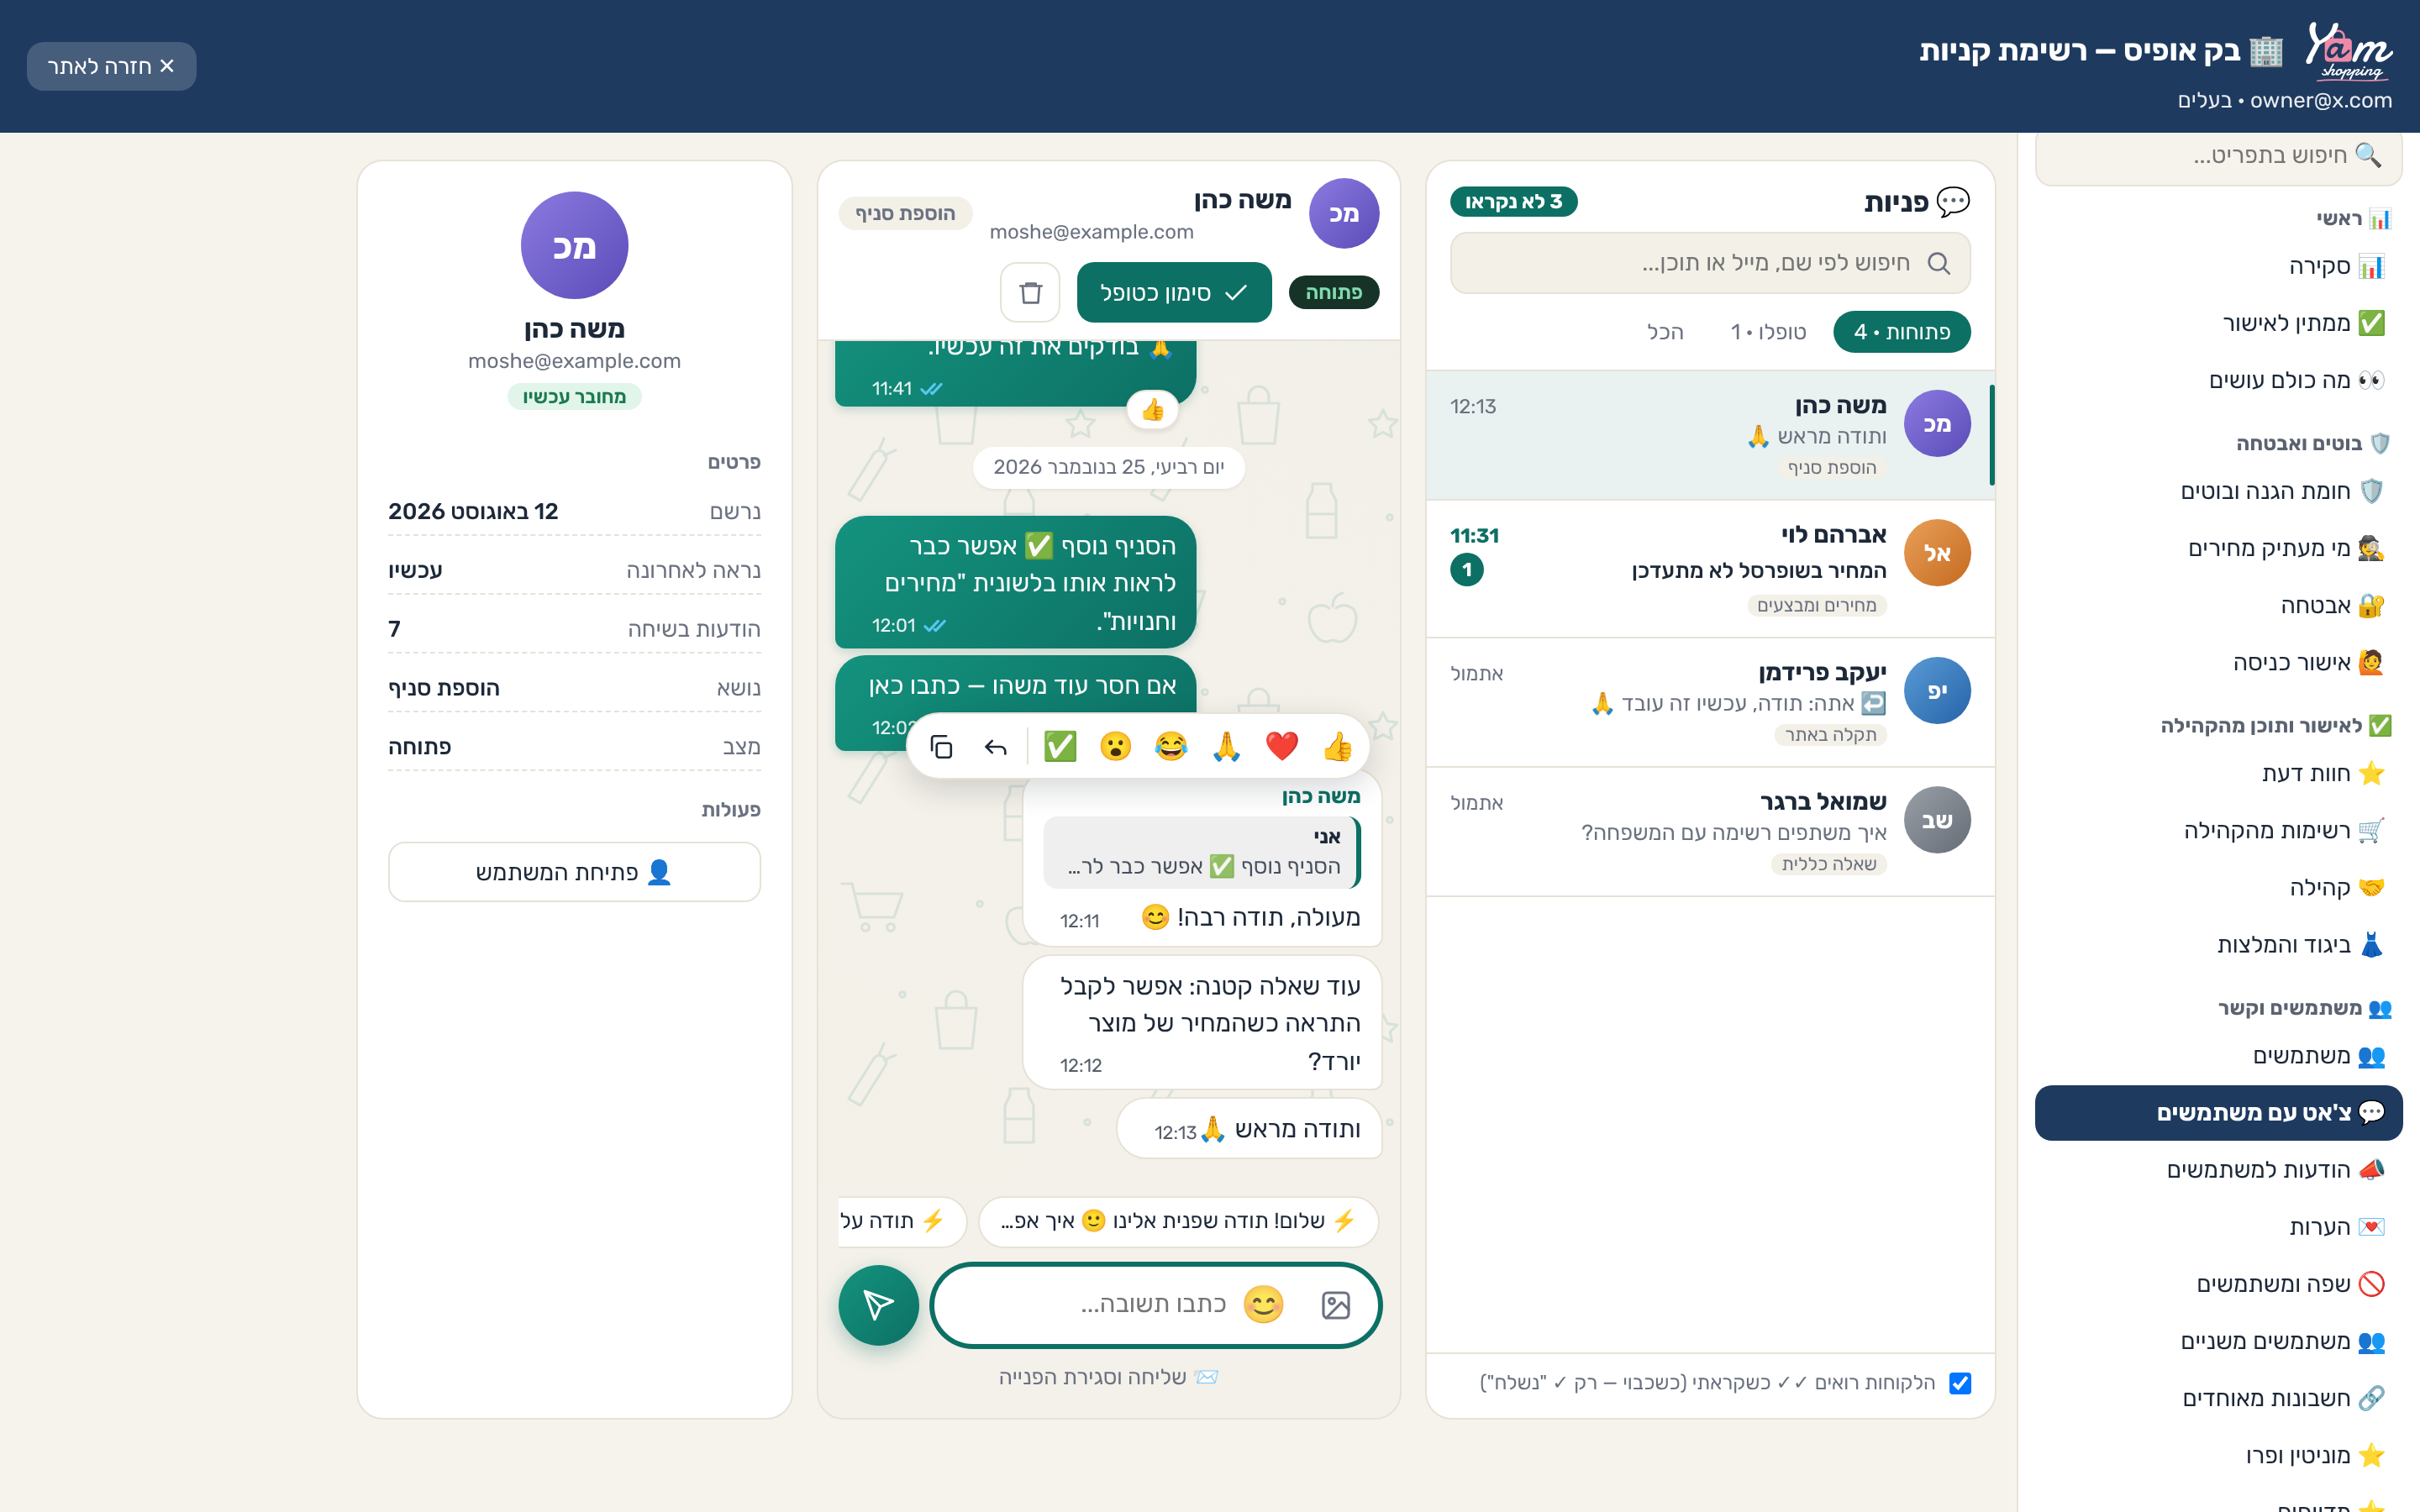 Yam
shopping
🏢 בק אופיס — רשימת קניות
owner@x.com • בעלים
✕ חזרה לאתר
🔍 חיפוש בתפריט...
📊 ראשי
📊 סקירה
✅ ממתין לאישור
👀 מה כולם עושים
🛡️ בוטים ואבטחה
🛡️ חומת הגנה ובוטים
🕵️ מי מעתיק מחירים
🔐 אבטחה
🙋 אישור כניסה
✅ לאישור ותוכן מהקהילה
⭐ חוות דעת
🛒 רשימות מהקהילה
🤝 קהילה
👗 ביגוד והמלצות
👥 משתמשים וקשר
👥 משתמשים
💬 צ'אט עם משתמשים
📣 הודעות למשתמשים
💌 הערות
🚫 שפה ומשתמשים
👥 משתמשים משניים
🔗 חשבונות מאוחדים
⭐ מוניטין ופרו
💬 פניות
3 לא נקראו
חיפוש לפי שם, מייל או תוכן...
פתוחות • 4
טופלו • 1
הכל
מכ
משה כהן
12:13
ותודה מראש 🙏
הוספת סניף
אל
אברהם לוי
11:31
המחיר בשופרסל לא מתעדכן
1
מחירים ומבצעים
יפ
יעקב פרידמן
אתמול
↩️ אתה: תודה, עכשיו זה עובד 🙏
תקלה באתר
שב
שמואל ברגר
אתמול
איך משתפים רשימה עם המשפחה?
שאלה כללית
הלקוחות רואים ✓✓ כשקראתי (כשכבוי — רק ✓ "נשלח")
מכ
משה כהן
moshe@example.com
הוספת סניף
פתוחה
סימון כטופל
🙏 בודקים את זה עכשיו.
11:41
👍
יום רביעי, 25 בנובמבר 2026
הסניף נוסף ✅ אפשר כבר
לראות אותו בלשונית "מחירים
וחנויות".
12:01
אם חסר עוד משהו — כתבו כאן
👍 ❤️ 🙏 😂 😮 ✅
משה כהן
אני
הסניף נוסף ✅ אפשר כבר לר...
מעולה, תודה רבה! 😊
12:11
עוד שאלה קטנה: אפשר לקבל
התראה כשהמחיר של מוצר
יורד?
12:12
ותודה מראש 🙏
12:13
⚡ שלום! תודה שפנית אלינו 🙂 איך אפ...
⚡ תודה על
כתבו תשובה...
📨 שליחה וסגירת הפנייה
מכ
משה כהן
moshe@example.com
מחובר עכשיו
פרטים
נרשם
12 באוגוסט 2026
נראה לאחרונה
עכשיו
הודעות בשיחה
7
נושא
הוספת סניף
מצב
פתוחה
פעולות
👤 פתיחת המשתמש